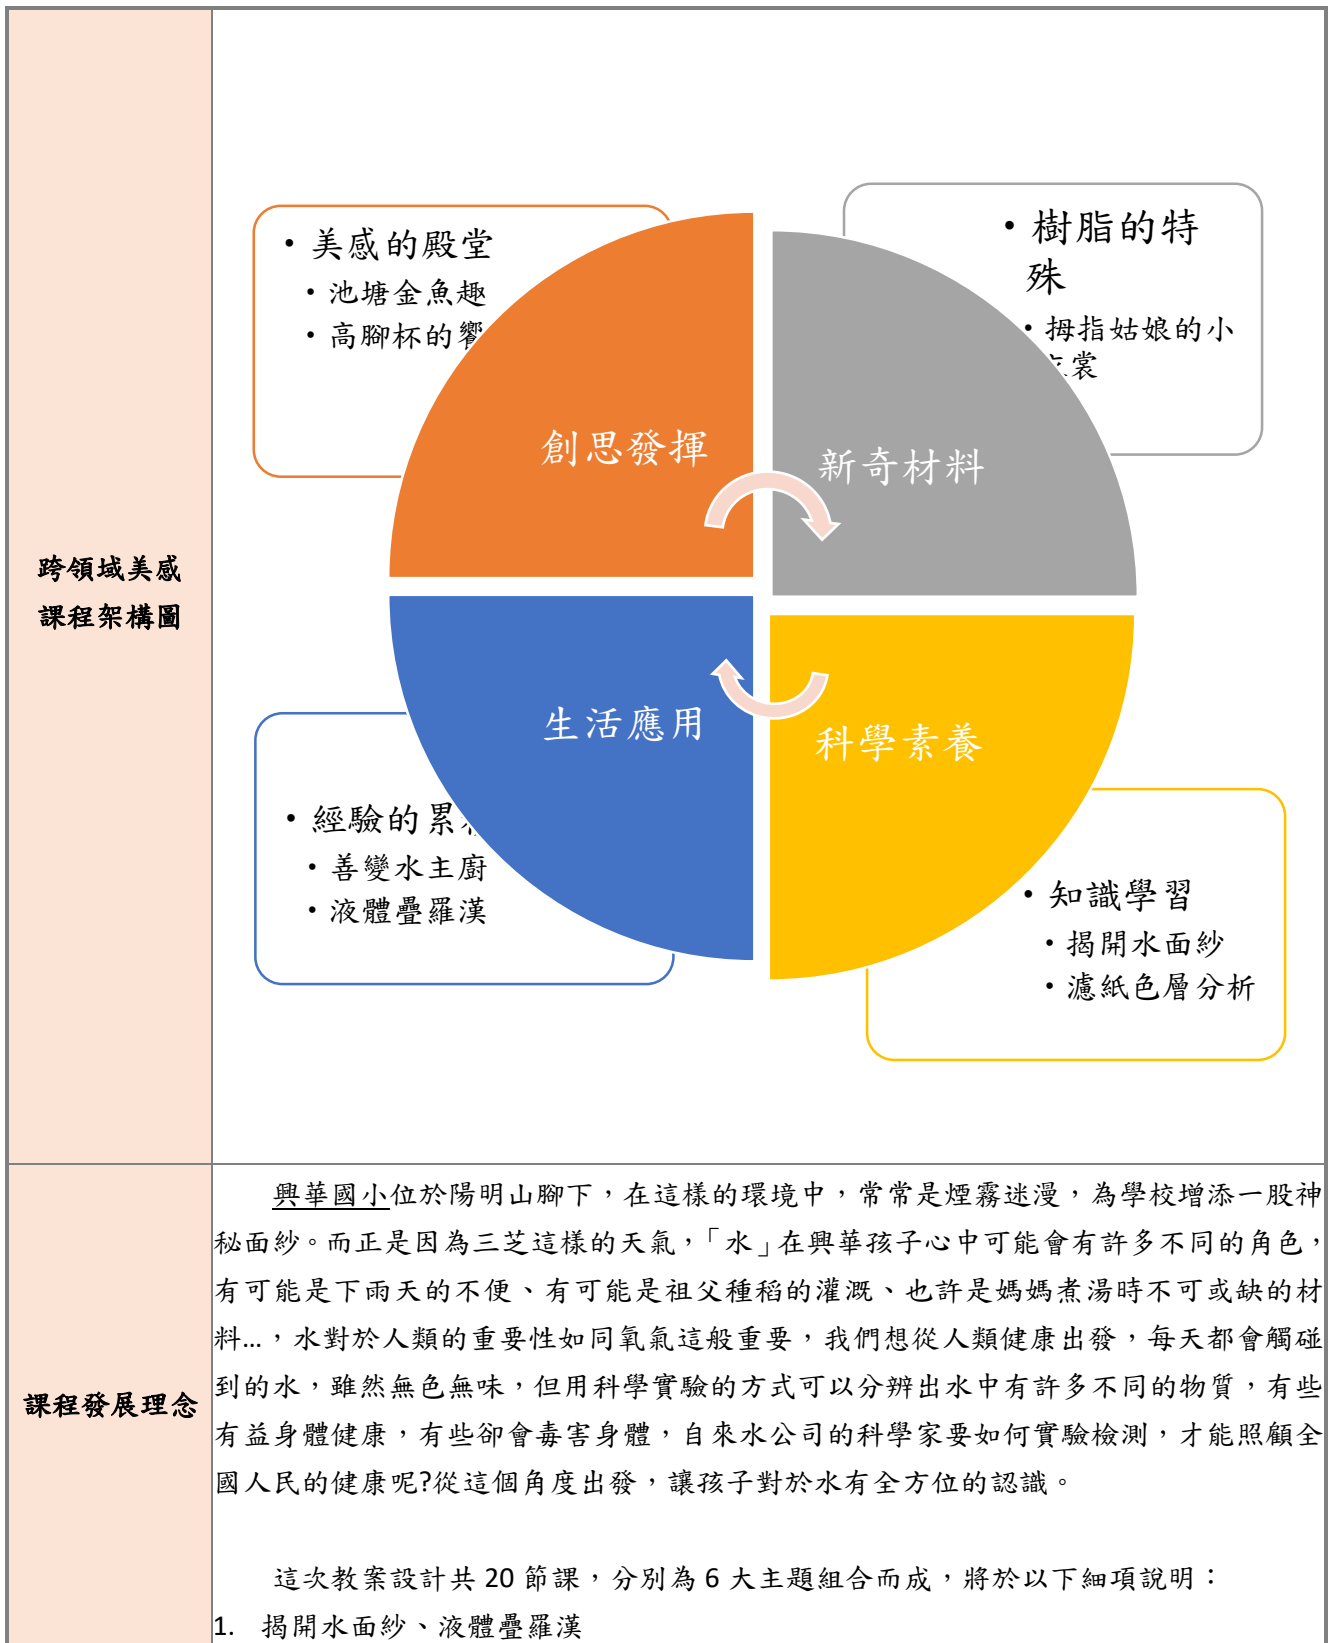 跨領域美感
課程架構圖
• 美感的殿堂
• 池塘金魚趣
• 高腳杯的饗
• 樹脂的特
殊
• 拇指姑娘的小
裳
創思發揮
新奇材料
生活應用
科學素養
• 經驗的累
• 善變水主廚
• 液體疊羅漢
• 知識學習
• 揭開水面紗
• 濾紙色層分析
課程發展理念
興華國小位於陽明山腳下，在這樣的環境中，常常是煙霧迷漫，為學校增添一股神
秘面紗。而正是因為三芝這樣的天氣，「水」在興華孩子心中可能會有許多不同的角色，
有可能是下雨天的不便、有可能是祖父種稻的灌溉、也許是媽媽煮湯時不可或缺的材
料…，水對於人類的重要性如同氧氣這般重要，我們想從人類健康出發，每天都會觸碰
到的水，雖然無色無味，但用科學實驗的方式可以分辨出水中有許多不同的物質，有些
有益身體健康，有些卻會毒害身體，自來水公司的科學家要如何實驗檢測，才能照顧全
國人民的健康呢?從這個角度出發，讓孩子對於水有全方位的認識。
這次教案設計共 20 節課，分別為 6 大主題組合而成，將於以下細項說明：
1. 揭開水面紗、液體疊羅漢